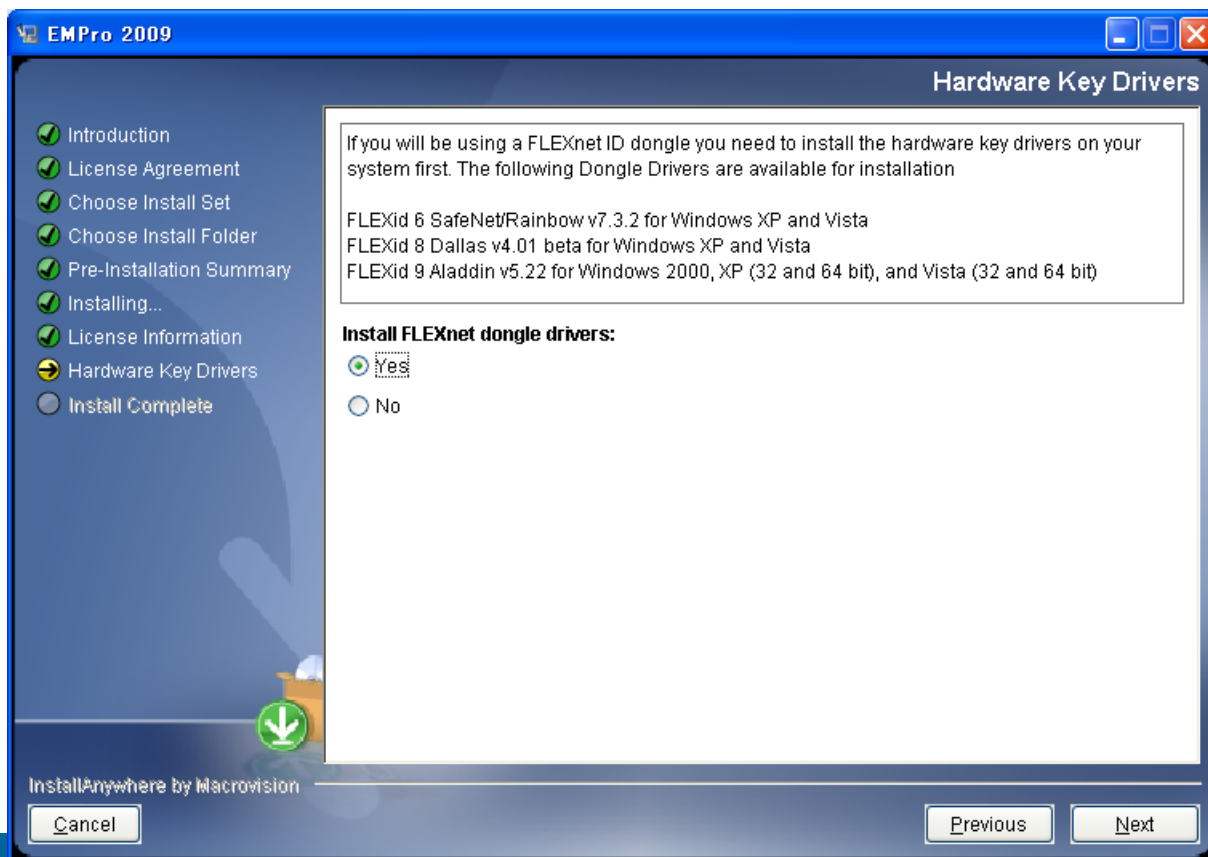 EMPro 2009
Hardware Key Drivers
Introduction
License Agreement
Choose Install Set
Choose Install Folder
Pre-Installation Summary
Installing...
License Information
Hardware Key Drivers
Install Complete
If you will be using a FLEXnet ID dongle you need to install the hardware key drivers on your
system first. The following Dongle Drivers are available for installation
FLEXid 6 SafeNet/Rainbow v7.3.2 for Windows XP and Vista
FLEXid 8 Dallas v4.01 beta for Windows XP and Vista
FLEXid 9 Aladdin v5.22 for Windows 2000, XP (32 and 64 bit), and Vista (32 and 64 bit)
Install FLEXnet dongle drivers:
Yes
No
InstallAnywhere by Macrovision
Cancel
Previous
Next